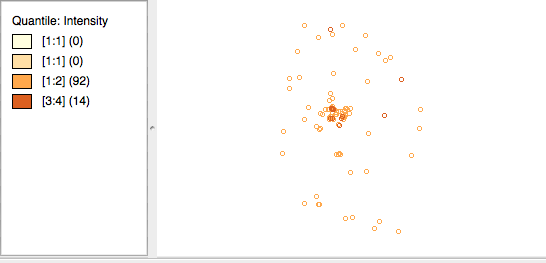 Quantile: Intensity
[1:1] (0)
[1:1] (0)
[1:2] (92)
[3:4] (14)